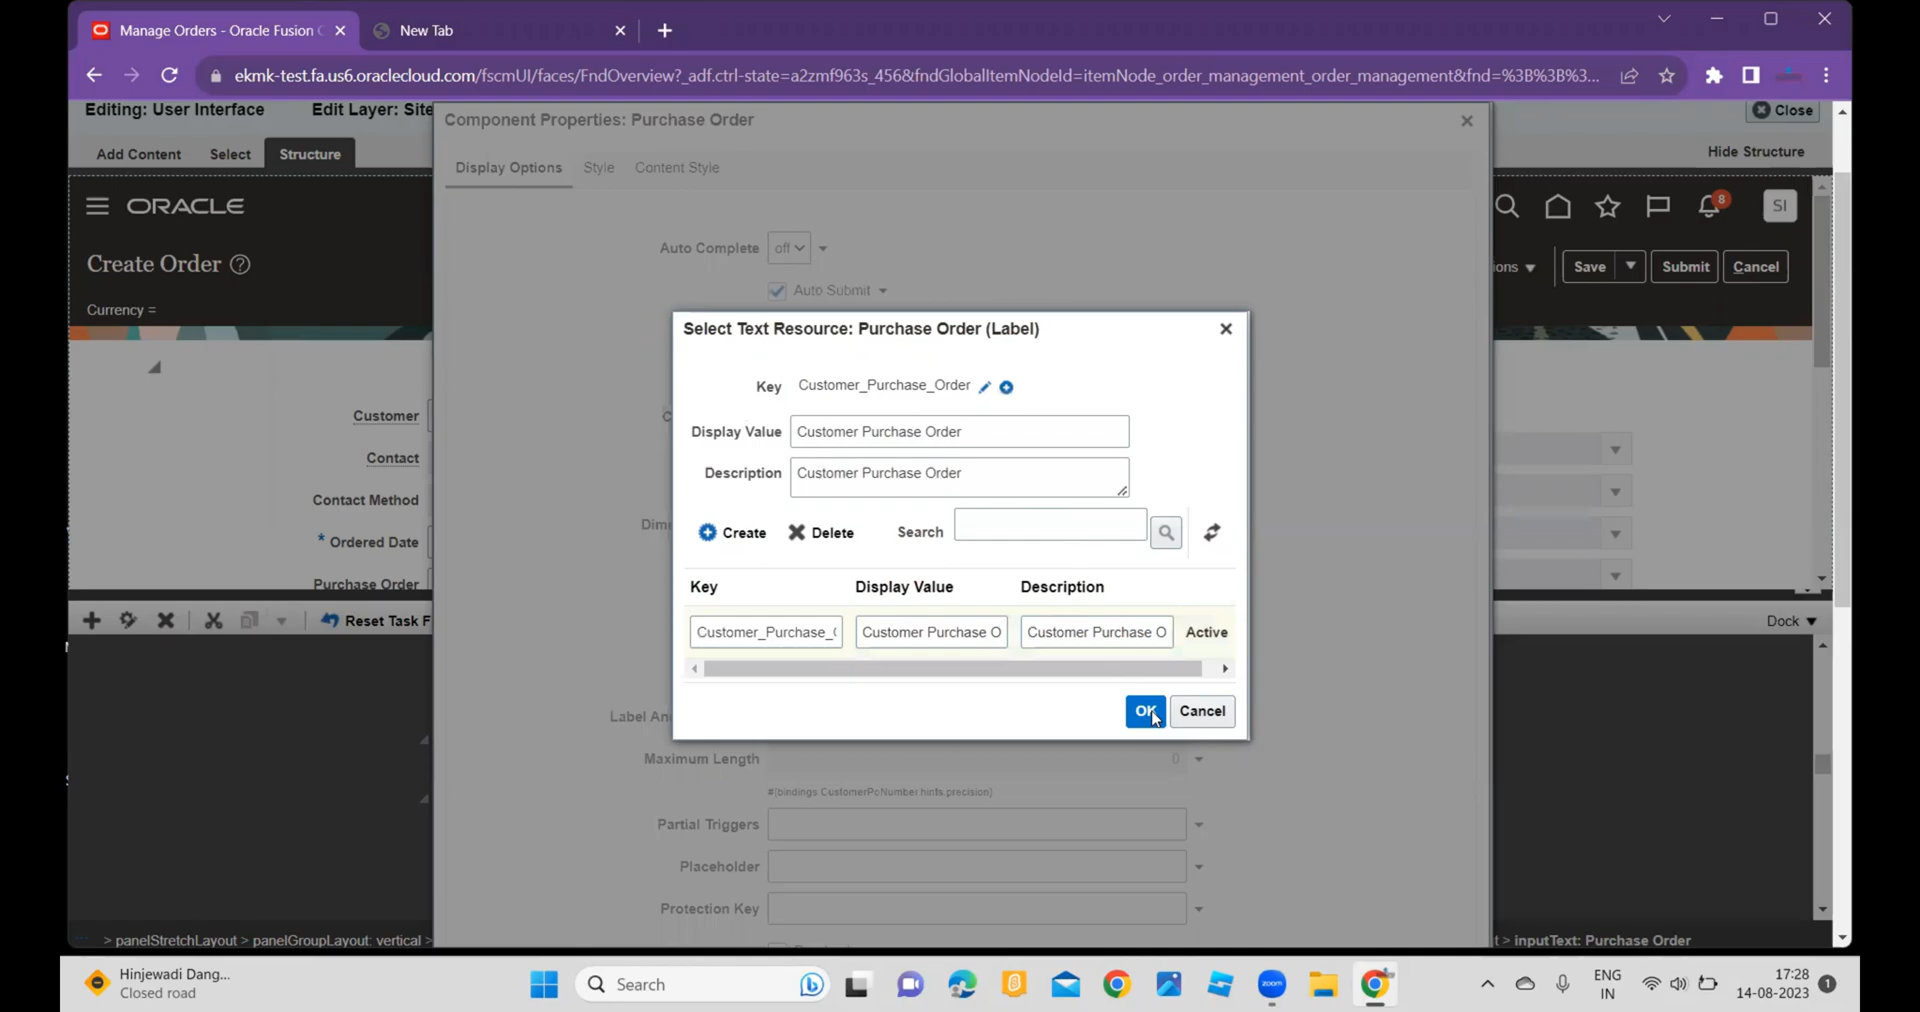 Manage Orders - Oracle Fusion C
New Tab
ekmk-test.fa.us6.oraclecloud.com/fscmUI/faces/FndOverview?_adf.ctrl-state=a2zmf963s_456&fndGlobalItemNodeId=itemNode_order_management_order_management&fnd=%3B%3B%3...
Editing: User Interface
Edit Layer: Site
Component Properties: Purchase Order
Close
Add Content
Select
Structure
Display Options
Style
Content Style
Hide Structure
ORACLE
8
SI
Auto Complete
off
Create Order
ions
Save
Submit
Cancel
Auto Submit
Currency =
Select Text Resource: Purchase Order (Label)
Key
Customer_Purchase_Order
Customer
Display Value
Customer Purchase Order
Contact
Description
Customer Purchase Order
Contact Method
Create
Delete
Search
* Ordered Date
Purchase Order
Key
Display Value
Description
Reset Task F
Dock
Customer_Purchase_(
Customer Purchase O
Customer Purchase O
Active
OK
Cancel
Label An
Maximum Length
0
#{bindings.CustomerPoNumber.hints.precision}
Partial Triggers
Placeholder
Protection Key
> panelStretchLayout > panelGroupLayout: vertical >
t > inputText: Purchase Order
Hinjewadi Dang...
Closed road
Search
zoom
ENG
IN
17:28
14-08-2023
1